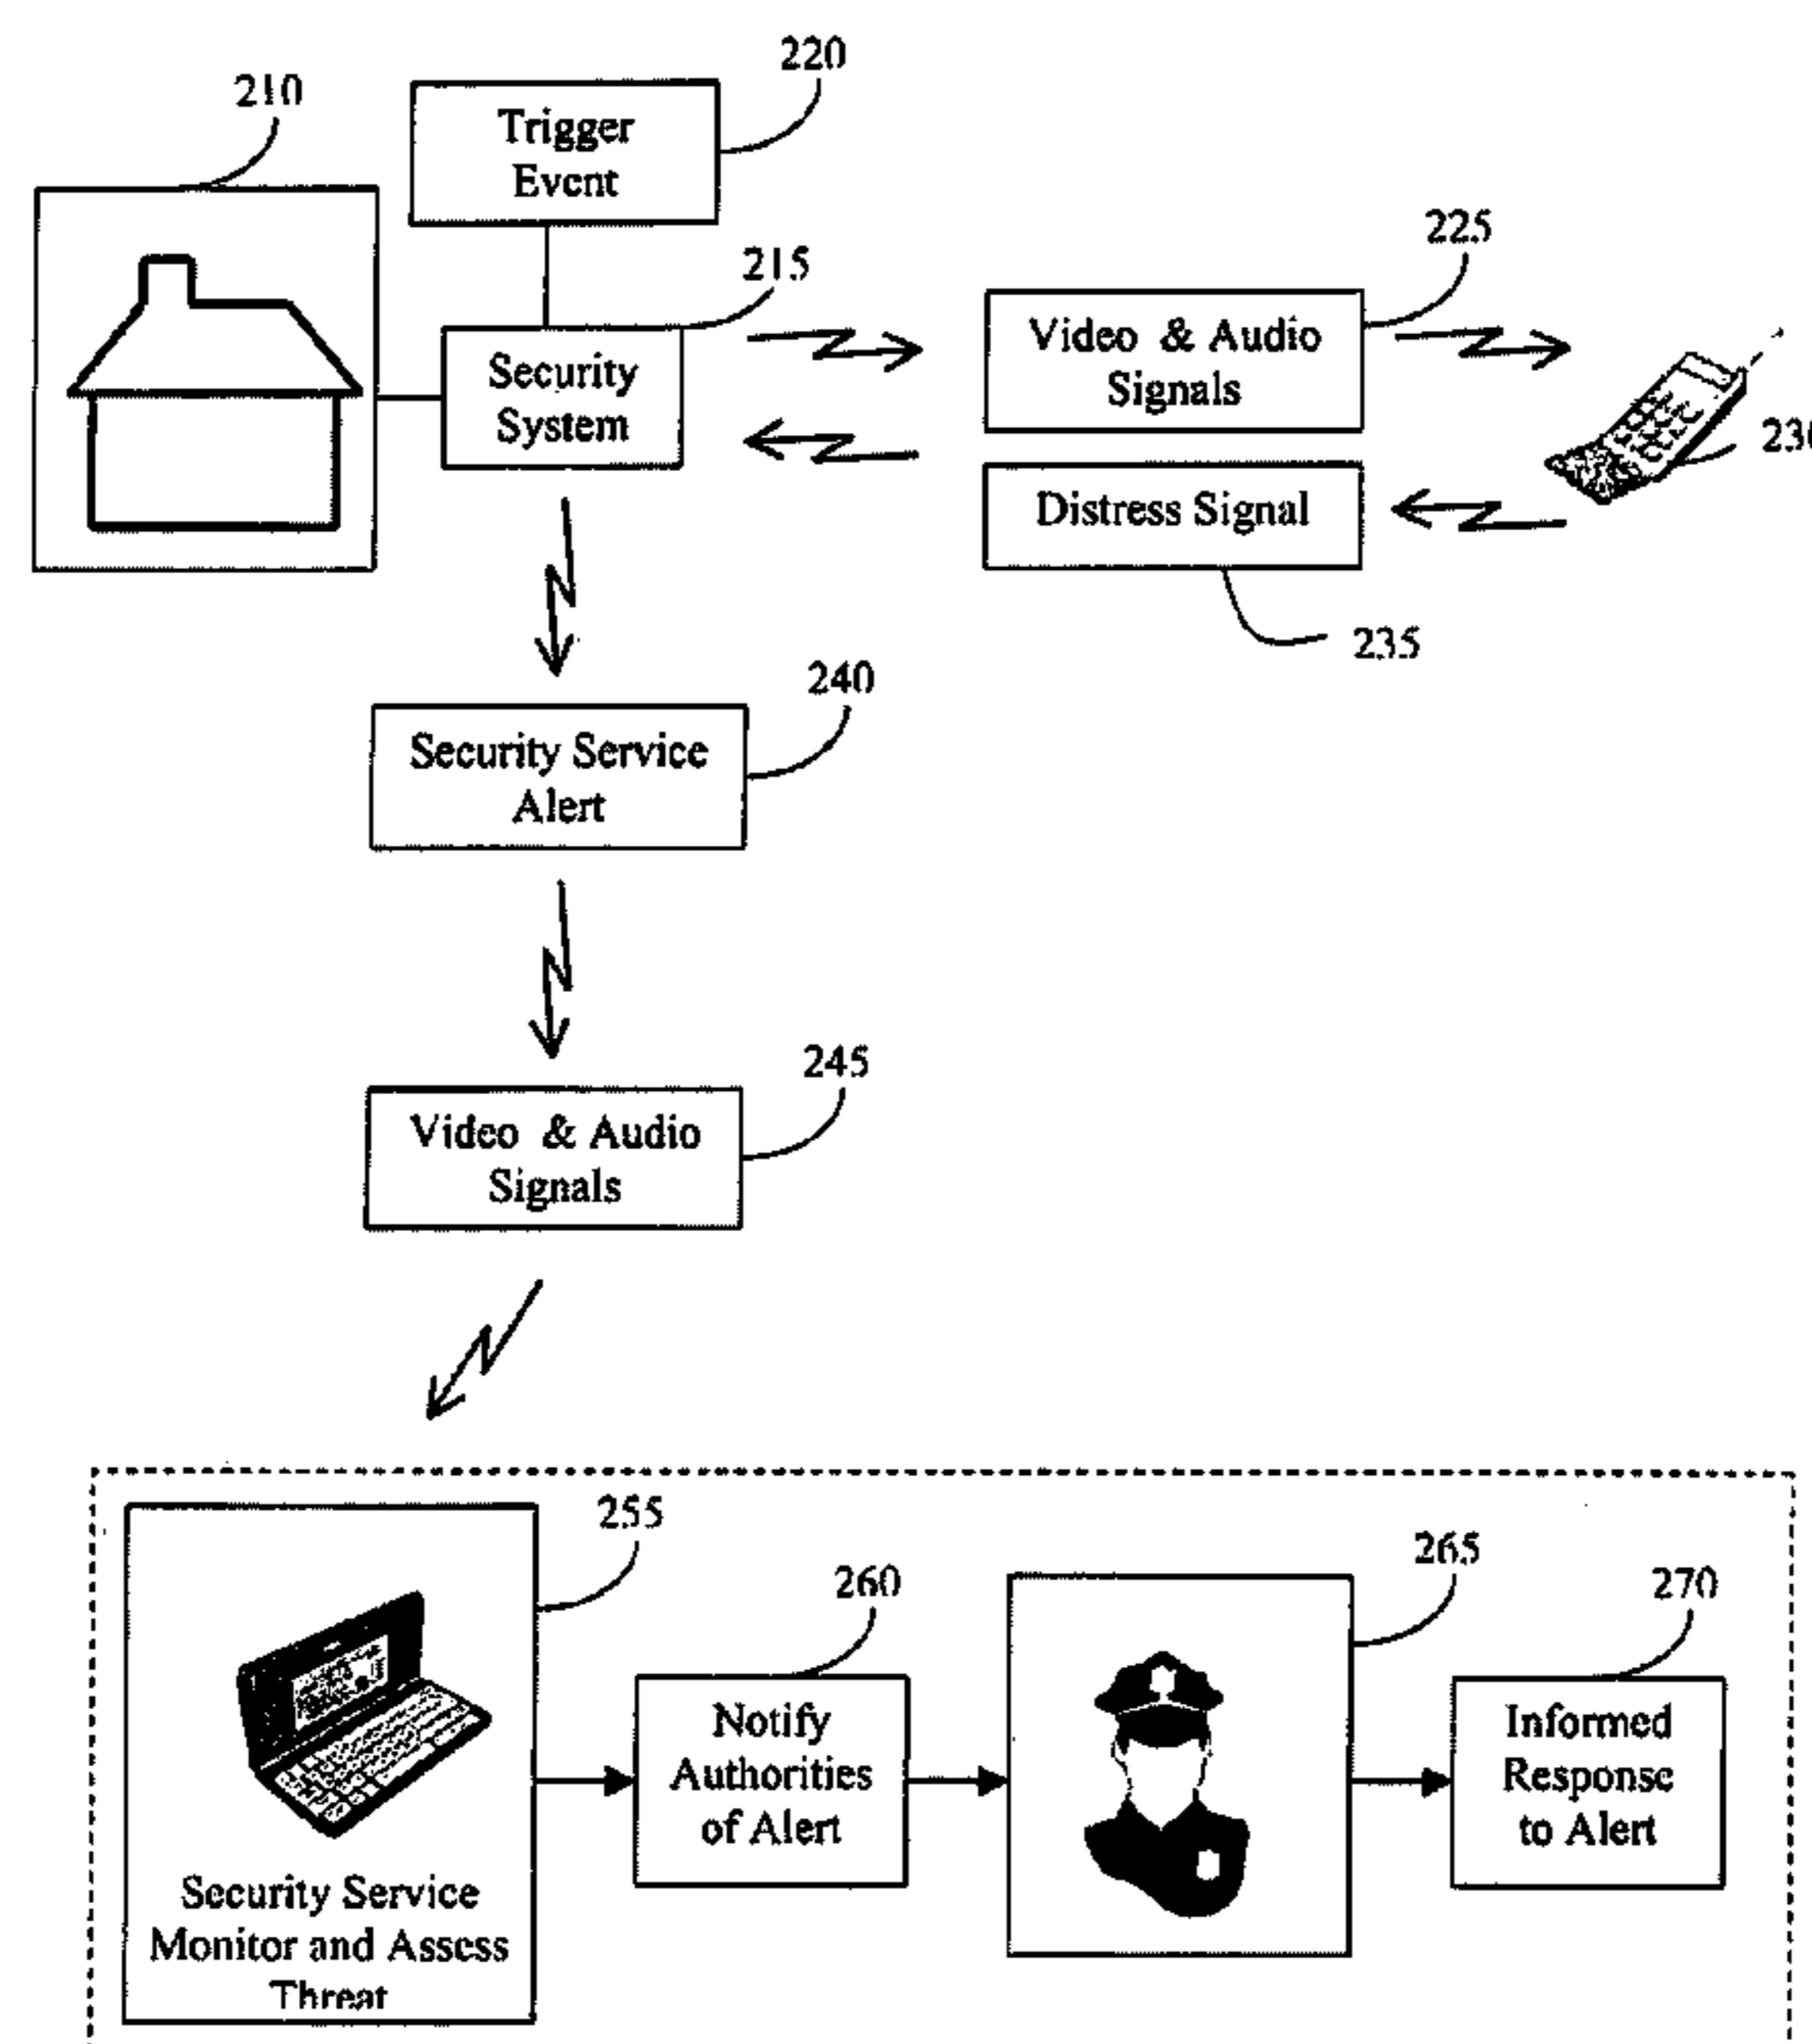 220
210
Trigger
Event
225
215
Video & Audio
Signals
Security
System
Distress Signal
235
240
Security Service
Alert
245
Video & Audio
Signals
255
265
260
270
Notify
Authorities
of Alert
Informed
Response
to Alert
Security Service
Monitor and Assess
Threat